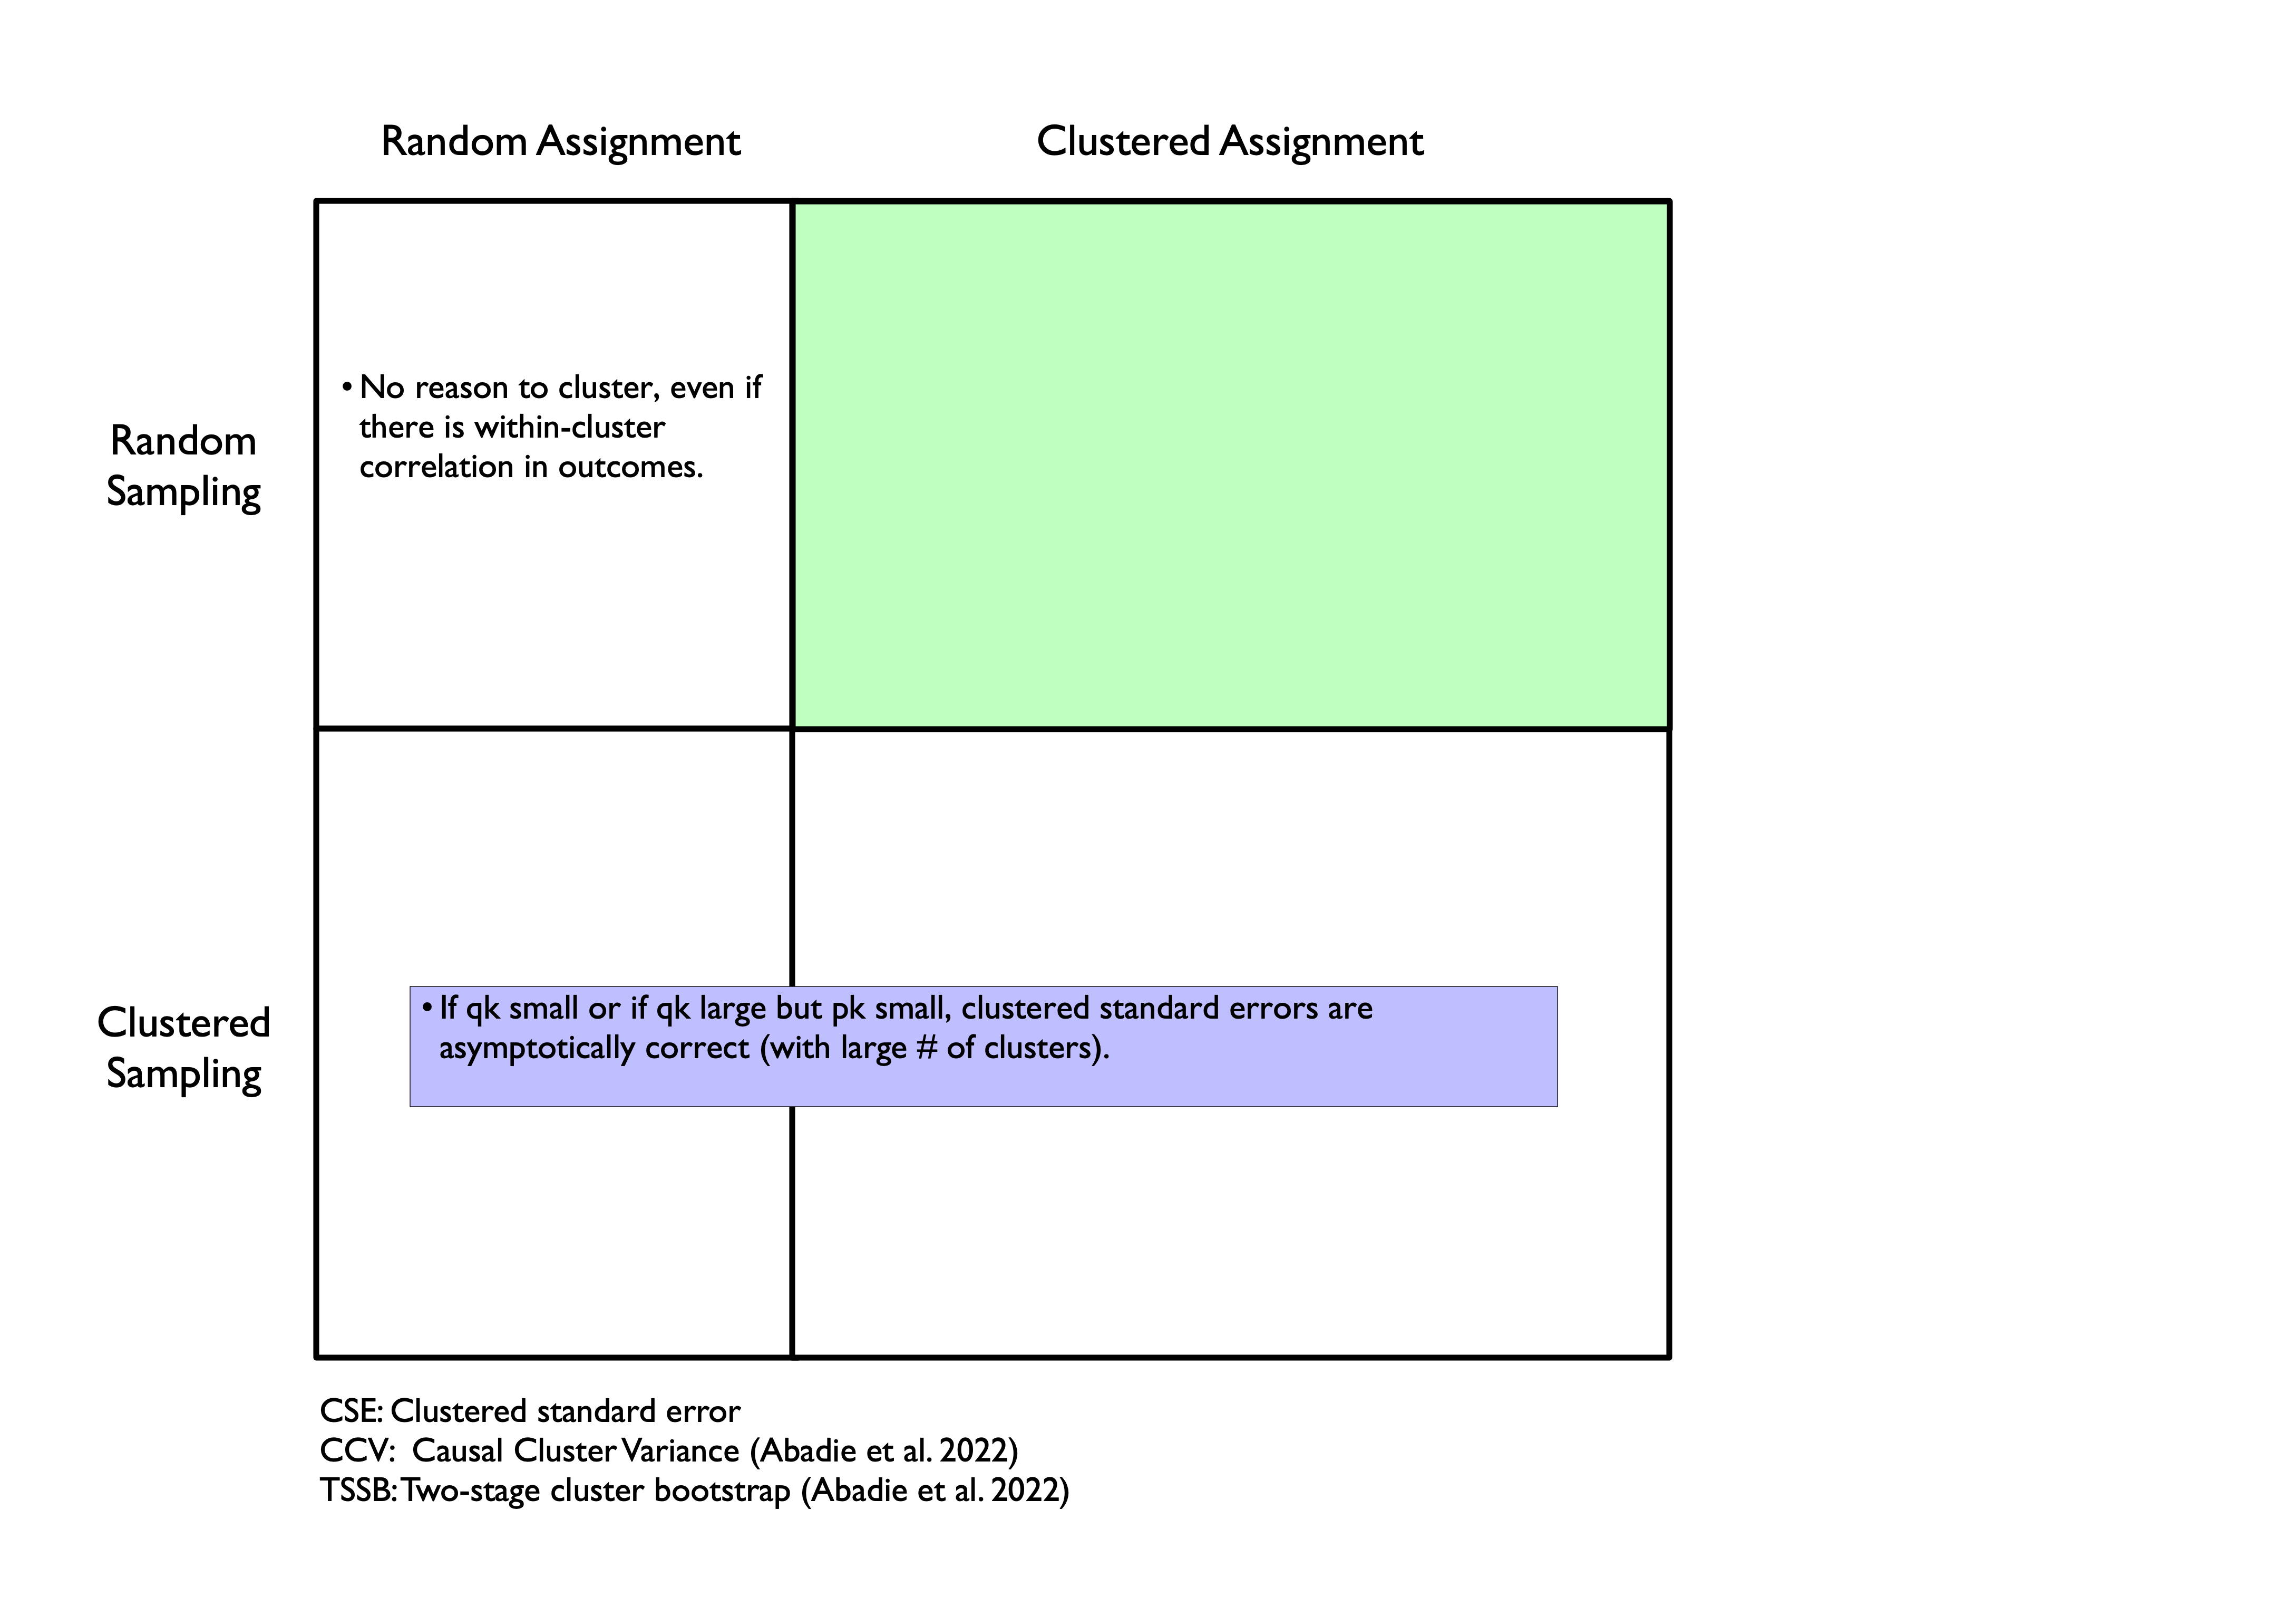 Random Assignment
Clustered Assignment
Random
Sampling
• No reason to cluster, even if
there is within-cluster
correlation in outcomes.
Clustered
Sampling
• If qk small or if qk large but pk small, clustered standard errors are
asymptotically correct (with large # of clusters).
CSE: Clustered standard error
CCV: Causal Cluster Variance (Abadie et al. 2022)
TSSB: Two-stage cluster bootstrap (Abadie et al. 2022)